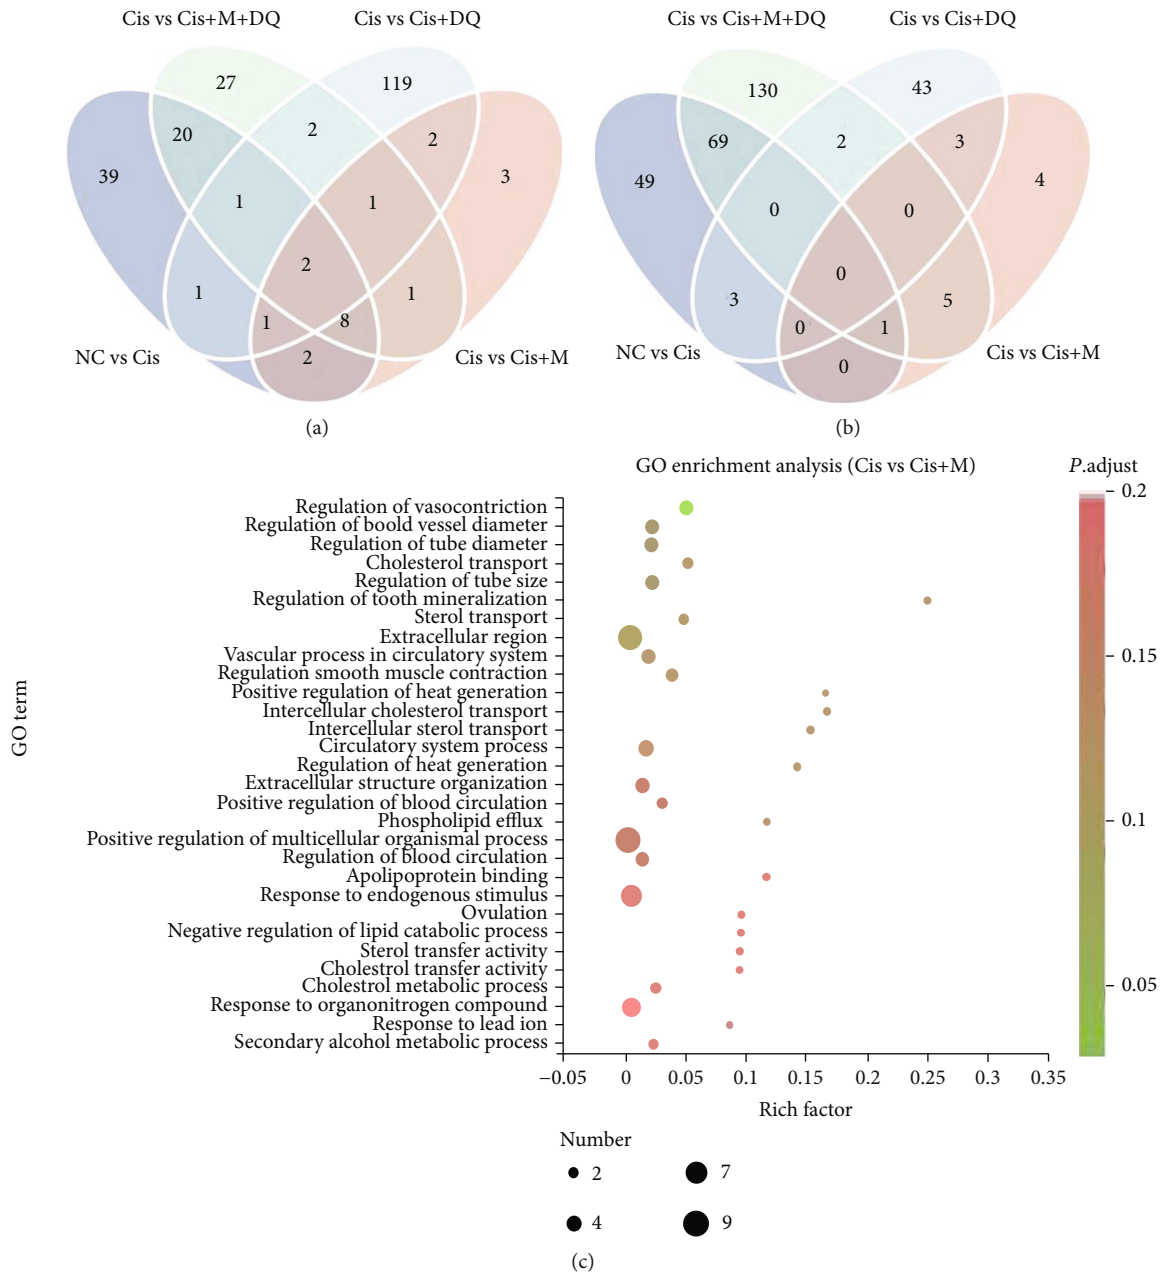 Cis vs Cis+M+DQ
Cis vs Cis+DQ
27
119
20
2
2
39
3
1
1
2
1
1
1
8
2
NC vs Cis
Cis vs Cis+M
(a)
Cis vs Cis+M+DQ
Cis vs Cis+DQ
130
43
69
2
3
49
4
0
0
0
3
5
0
1
0
NC vs Cis
Cis vs Cis+M
(b)
GO enrichment analysis (Cis vs Cis+M)
P.adjust
GO term
Regulation of vasocontriction
Regulation of boold vessel diameter
Regulation of tube diameter
Cholesterol transport
Regulation of tube size
Regulation of tooth mineralization
Sterol transport
Extracellular region
Vascular process in circulatory system
Regulation smooth muscle contraction
Positive regulation of heat generation
Intercellular cholesterol transport
Intercellular sterol transport
Circulatory system process
Regulation of heat generation
Extracellular structure organization
Positive regulation of blood circulation
Phospholipid efflux
Positive regulation of multicellular organismal process
Regulation of blood circulation
Apolipoprotein binding
Response to endogenous stimulus
Ovulation
Negative regulation of lipid catabolic process
Sterol transfer activity
Cholestrol transfer activity
Cholestrol metabolic process
Response to organonitrogen compound
Response to lead ion
Secondary alcohol metabolic process
−0.05 0 0.05 0.1 0.15 0.2 0.25 0.3 0.35
Rich factor
0.2
0.15
0.1
0.05
Number
2 7
4 9
(c)